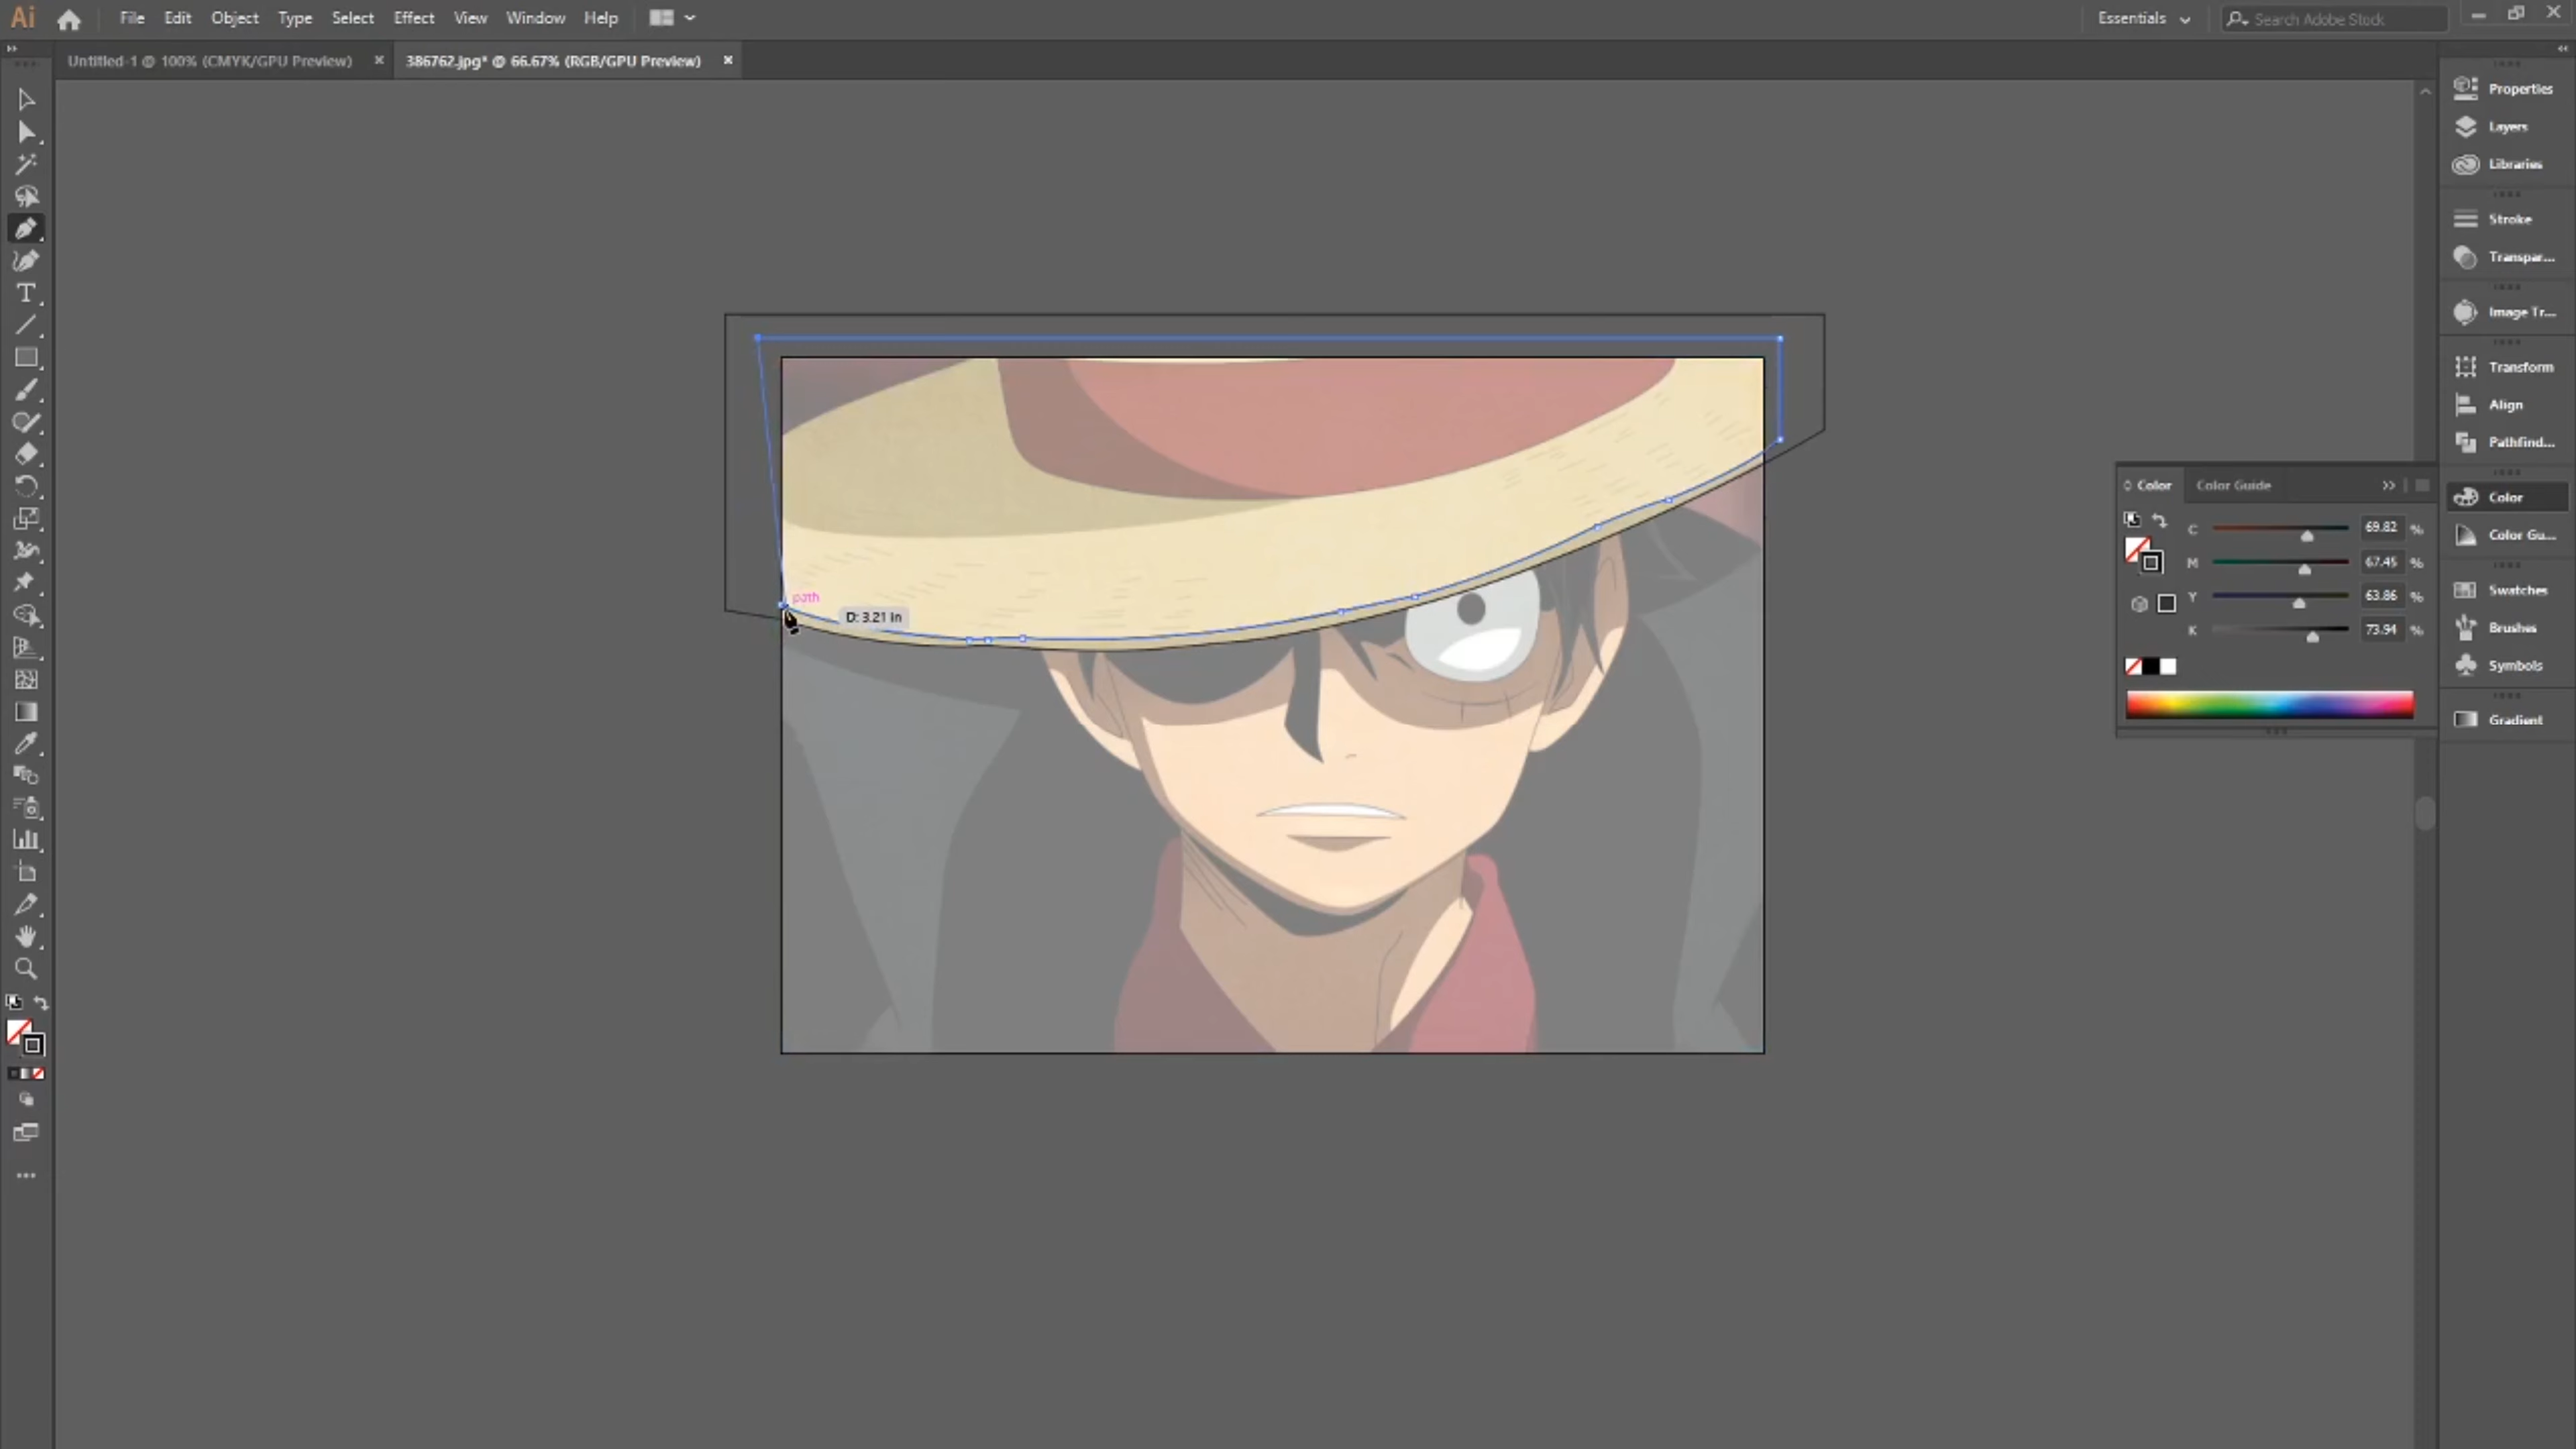 Ai File Edit Object Type Select Effect View Window Help Essentials Search Adobe Stock
Untitled-1 @ 100% (CMYK/GPU Preview) × 386762.jpg* @ 66.67% (RGB/GPU Preview) ×
Properties
Layers
Libraries
Stroke
Transpar...
Image Tr...
Transform
Align
Pathfind...
Color
Color Gu...
Swatches
Brushes
Symbols
Gradient
Color Color Guide
C 69.82 %
M 67.45 %
Y 63.86 %
K 73.94 %
path
D: 3.21 in